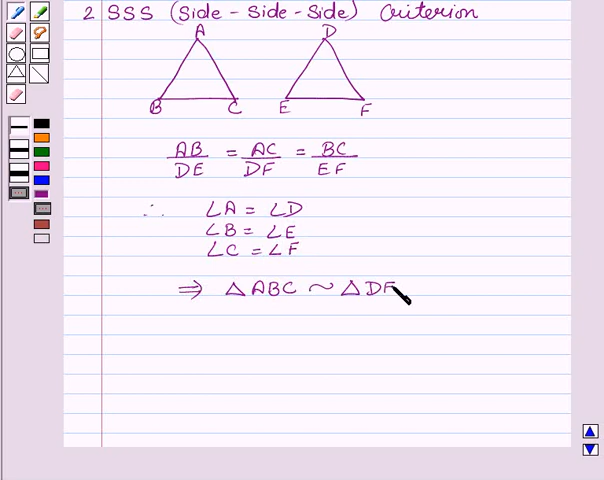 2 SSS (Side - Side - Side) Criterion
A D
B C E F
AB/DE = AC/DF = BC/EF
∴ ∠A = ∠D
∠B = ∠E
∠C = ∠F
⇒ △ABC ~ △DF